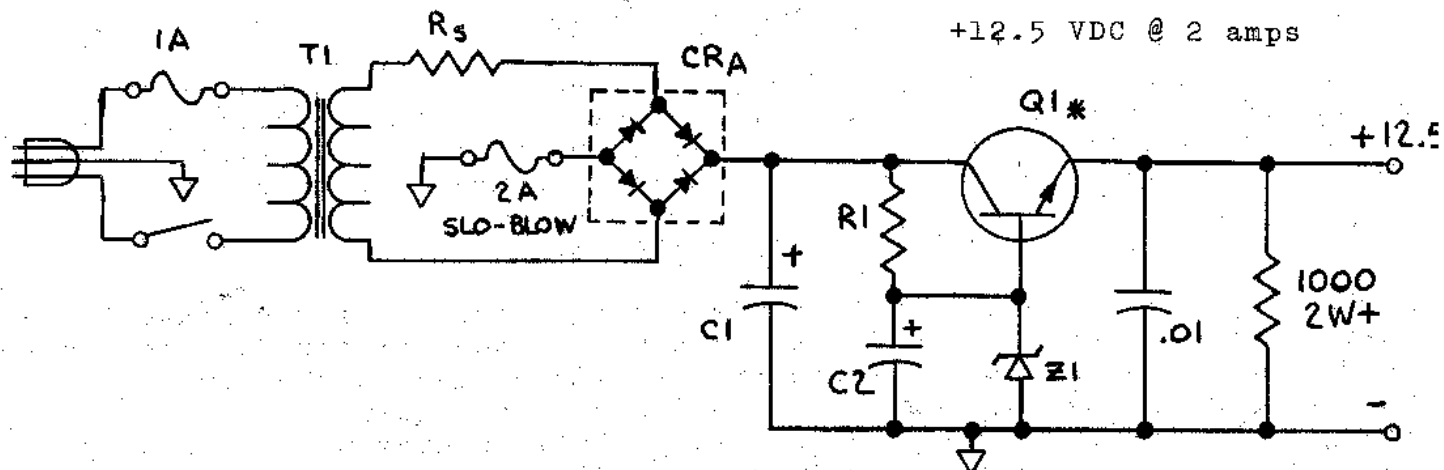 +12.5 VDC @ 2 amps
1A
T1
Rs
CRA
Q1*
+12.5
2A
SLO-BLOW
R1
+
C1
+
C2
Z1
.01
1000
2W+
-